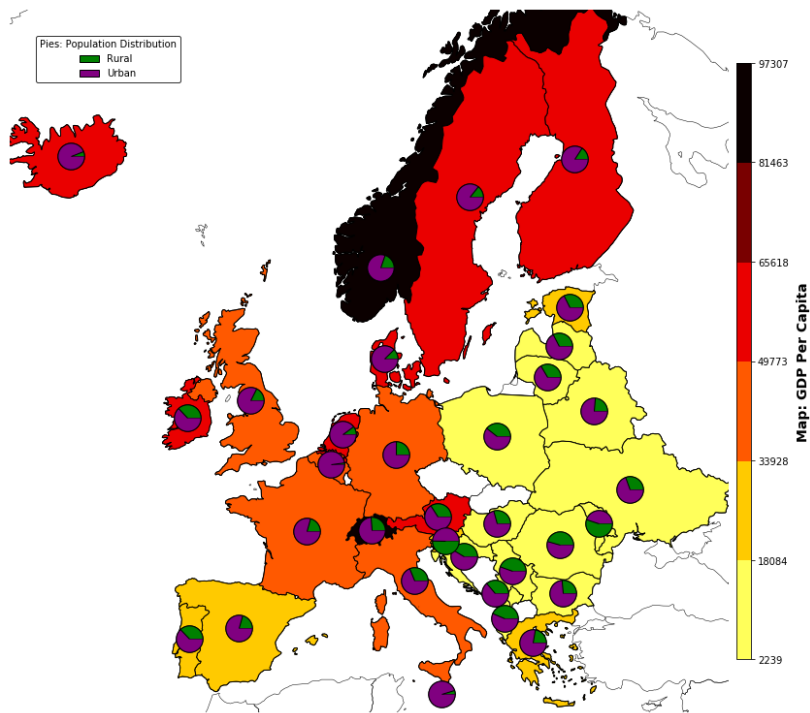 Pies: Population Distribution
Rural
Urban
97307
81463
65618
49773
33928
18084
2239
Map: GDP Per Capita